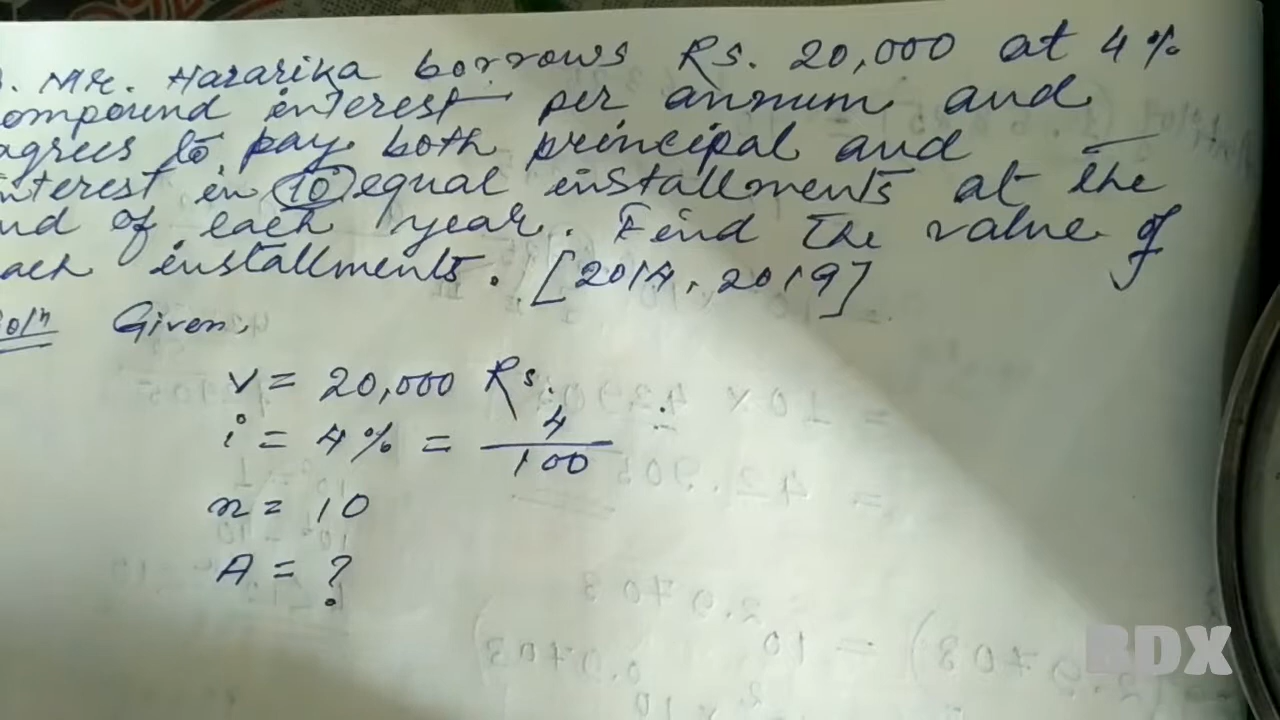 . Mr. Hazarika borrows Rs. 20,000 at 4%
ompound interest per annum and
agrees to pay both principal and
nterest in 10 equal installments at the
nd of each year. Find the value of
ach installments. [2014, 2019]
Soln Given,
V = 20,000 Rs.
i = 4% = 4/100
n = 10
A = ?
BDX